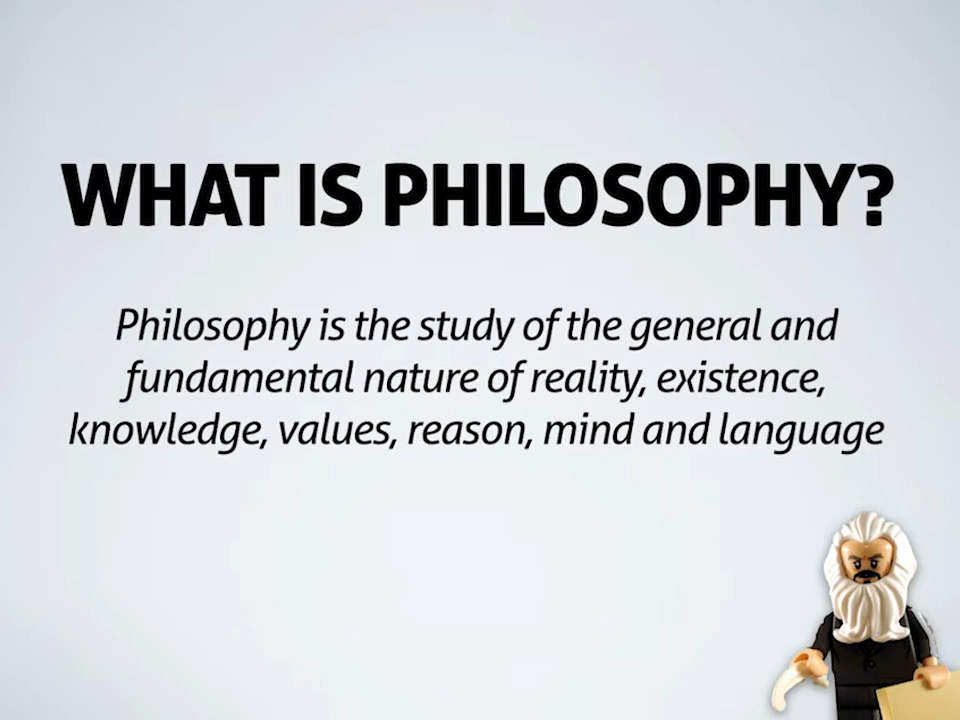 WHAT IS PHILOSOPHY?
Philosophy is the study of the general and
fundamental nature of reality, existence,
knowledge, values, reason, mind and language